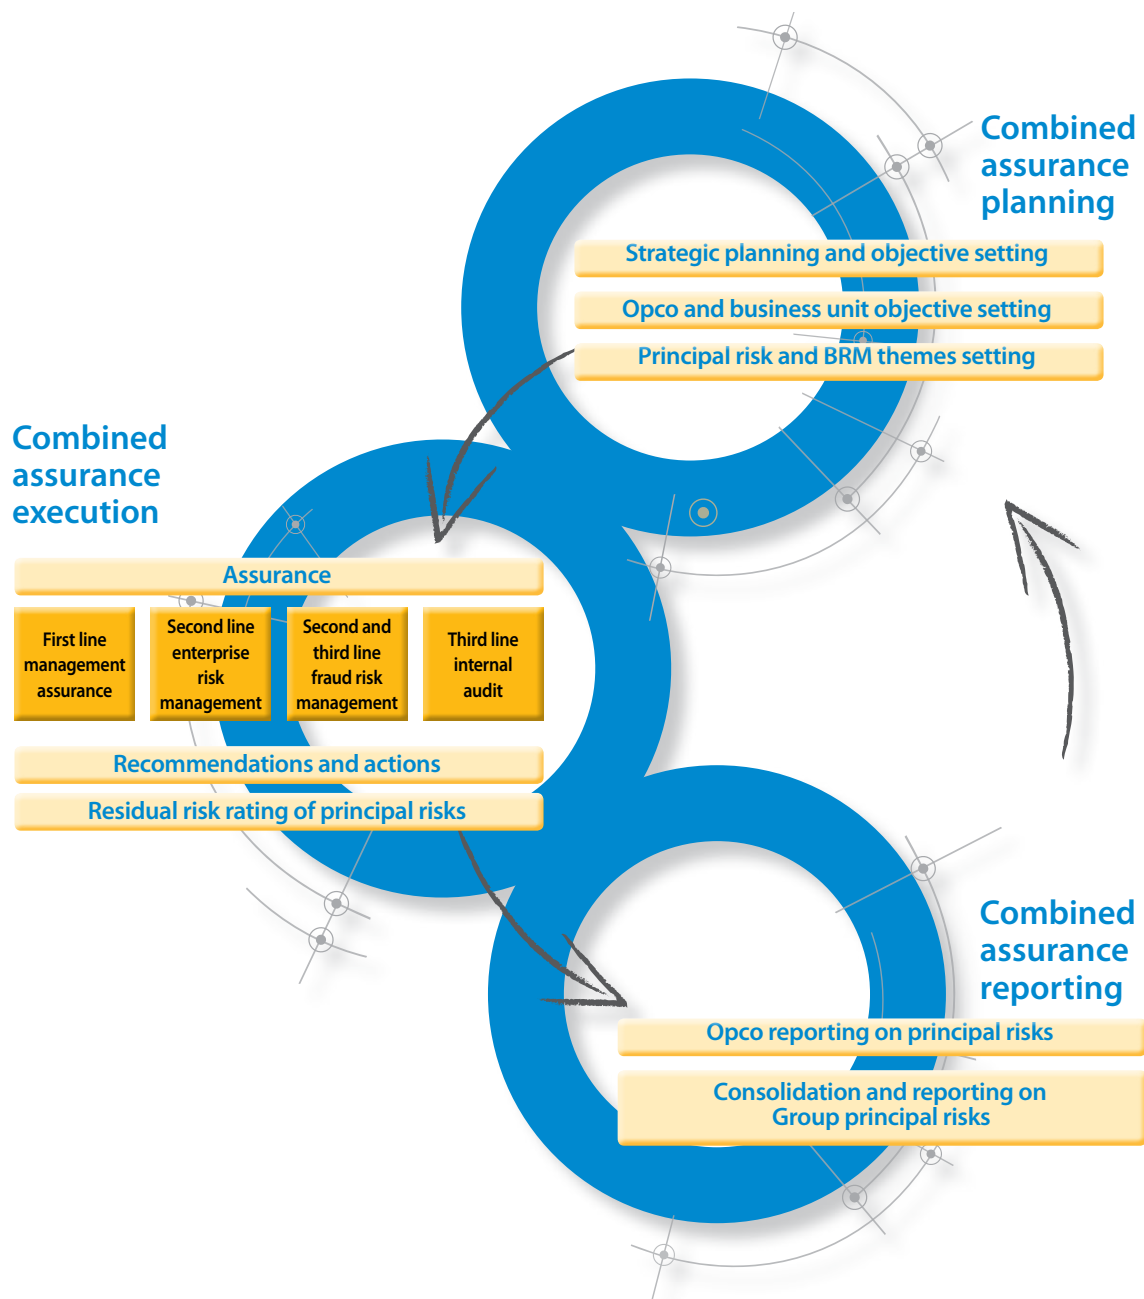 Combined
assurance
planning
Strategic planning and objective setting
Opco and business unit objective setting
Principal risk and BRM themes setting
Combined
assurance
execution
Assurance
First line
management
assurance
Second line
enterprise
risk
management
Second and
third line
fraud risk
management
Third line
internal
audit
Recommendations and actions
Residual risk rating of principal risks
Combined
assurance
reporting
Opco reporting on principal risks
Consolidation and reporting on
Group principal risks